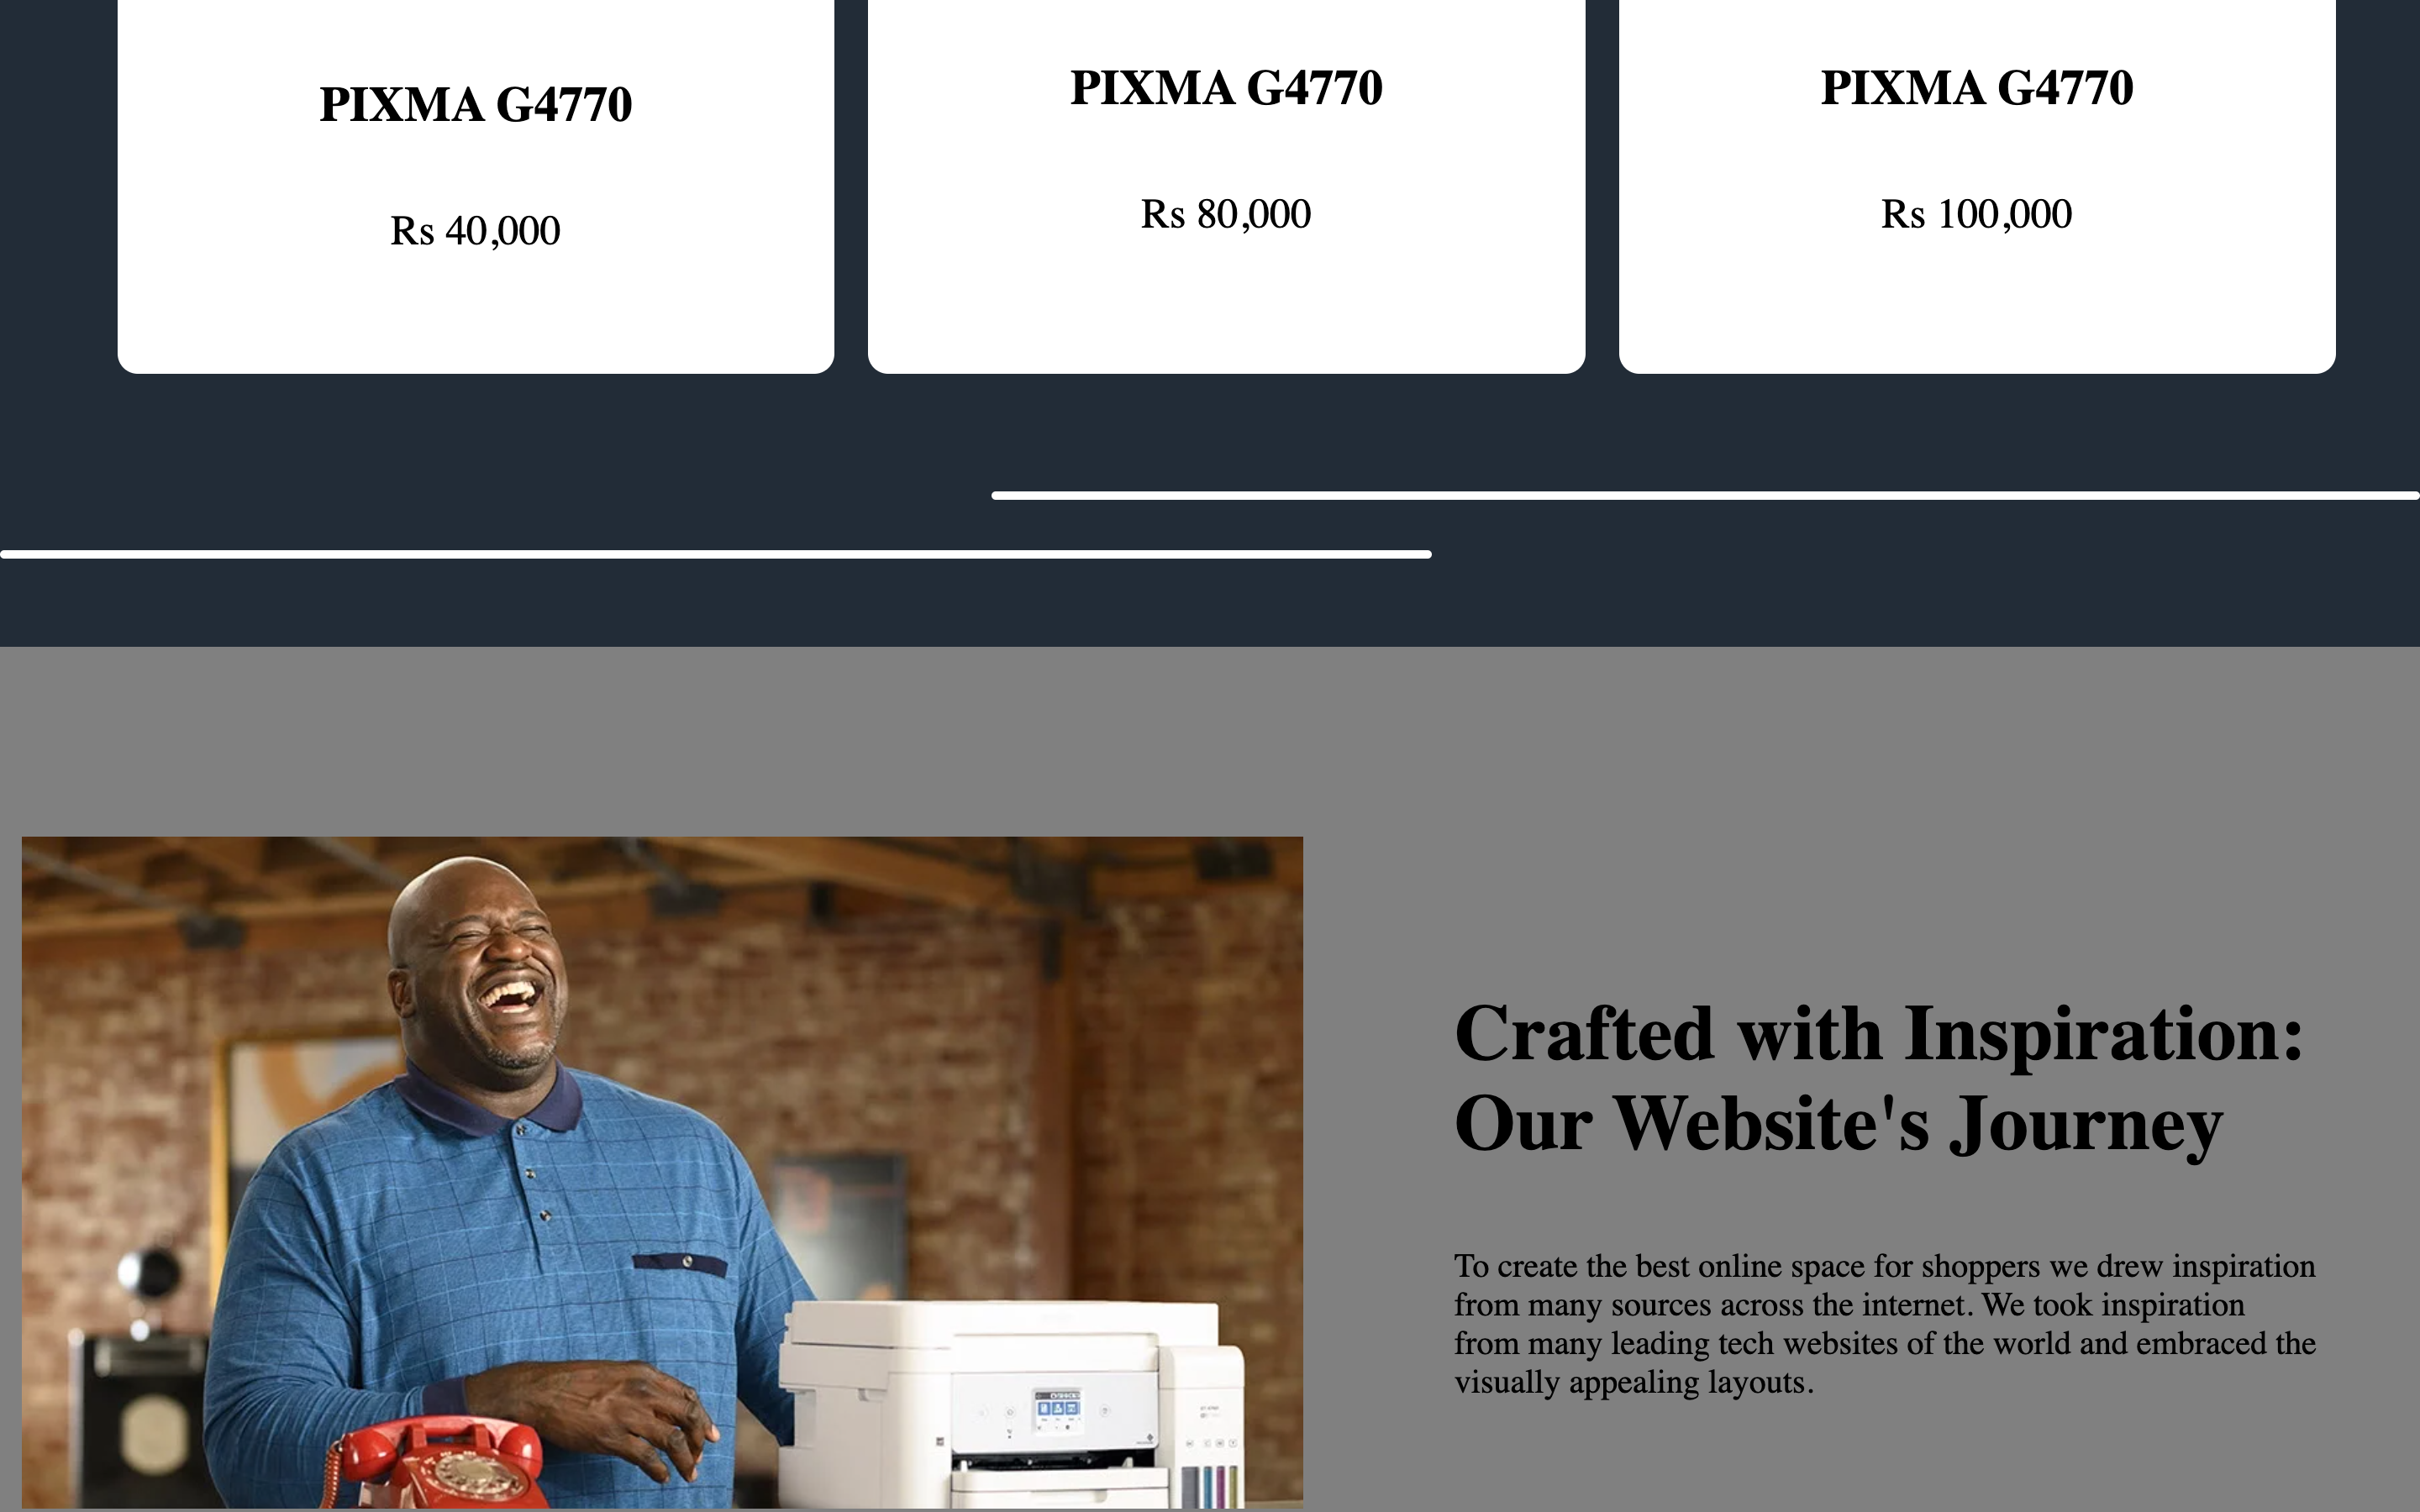 PIXMA G4770
PIXMA G4770
PIXMA G4770
Rs 40,000
Rs 80,000
Rs 100,000
Crafted with Inspiration:
Our Website's Journey
To create the best online space for shoppers we drew inspiration
from many sources across the internet. We took inspiration
from many leading tech websites of the world and embraced the
visually appealing layouts.